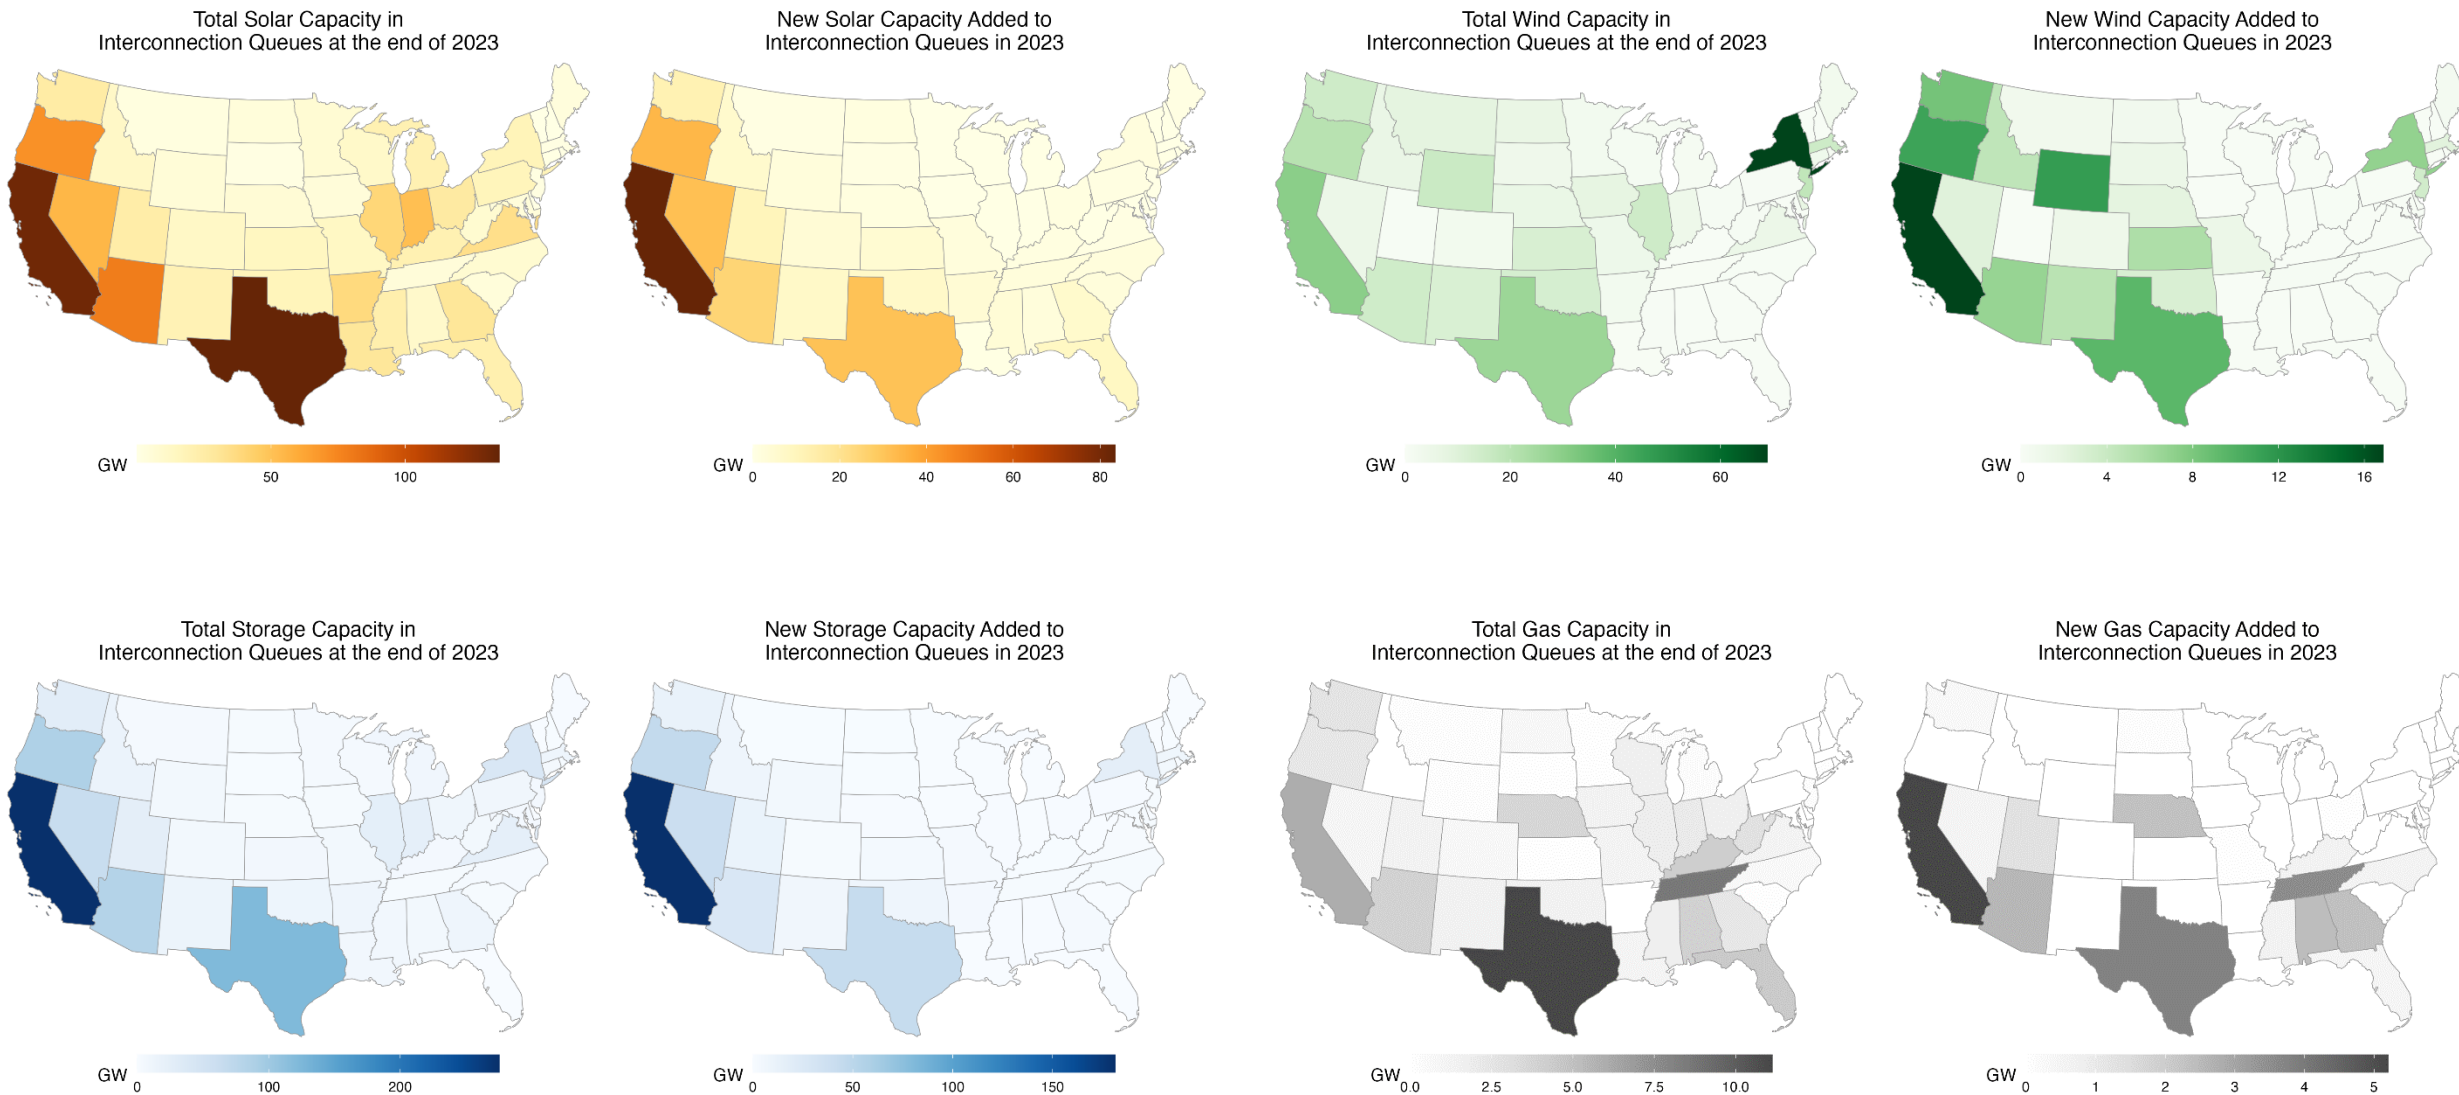 Total Solar Capacity in
Interconnection Queues at the end of 2023
GW
50 100
New Solar Capacity Added to
Interconnection Queues in 2023
GW
0 20 40 60 80
Total Wind Capacity in
Interconnection Queues at the end of 2023
GW
0 20 40 60
New Wind Capacity Added to
Interconnection Queues in 2023
GW
0 4 8 12 16
Total Storage Capacity in
Interconnection Queues at the end of 2023
GW
0 100 200
New Storage Capacity Added to
Interconnection Queues in 2023
GW
0 50 100 150
Total Gas Capacity in
Interconnection Queues at the end of 2023
GW
0.0 2.5 5.0 7.5 10.0
New Gas Capacity Added to
Interconnection Queues in 2023
GW
0 1 2 3 4 5